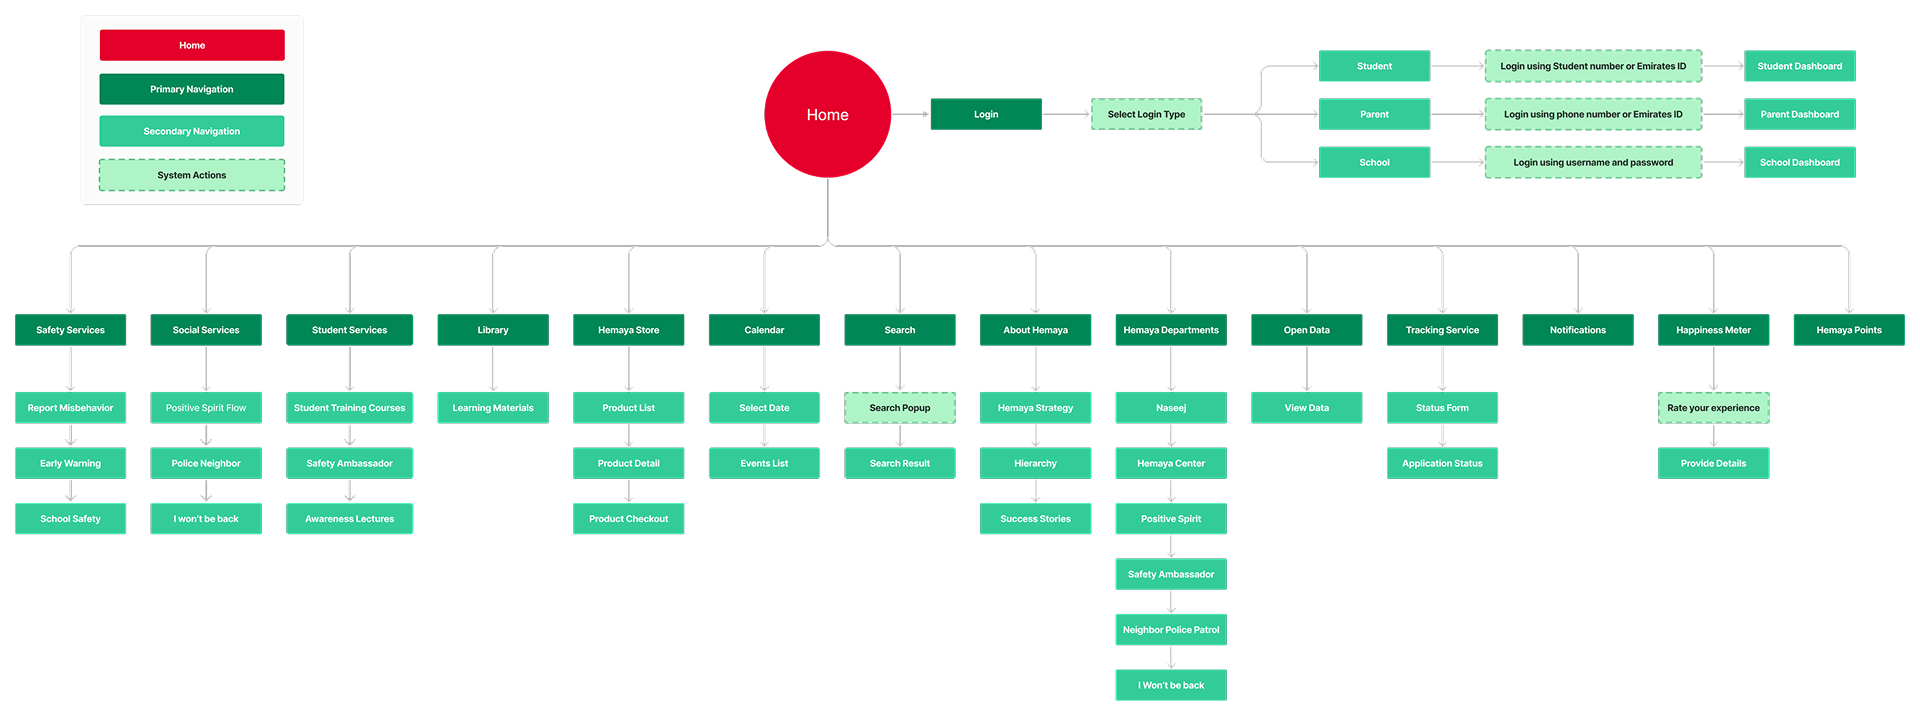 Home
Primary Navigation
Secondary Navigation
System Actions
Home
Login
Select Login Type
Student
Login using Student number or Emirates ID
Student Dashboard
Parent
Login using phone number or Emirates ID
Parent Dashboard
School
Login using username and password
School Dashboard
Safety Services
Social Services
Student Services
Library
Hemaya Store
Calendar
Search
About Hemaya
Hemaya Departments
Open Data
Tracking Service
Notifications
Happiness Meter
Hemaya Points
Report Misbehavior
Positive Spirit Flow
Student Training Courses
Learning Materials
Product List
Select Date
Search Popup
Hemaya Strategy
Naseej
View Data
Status Form
Rate your experience
Early Warning
Police Neighbor
Safety Ambassador
Product Detail
Events List
Search Result
Hierarchy
Hemaya Center
Application Status
Provide Details
School Safety
I won't be back
Awareness Lectures
Product Checkout
Success Stories
Positive Spirit
Safety Ambassador
Neighbor Police Patrol
I Won't be back